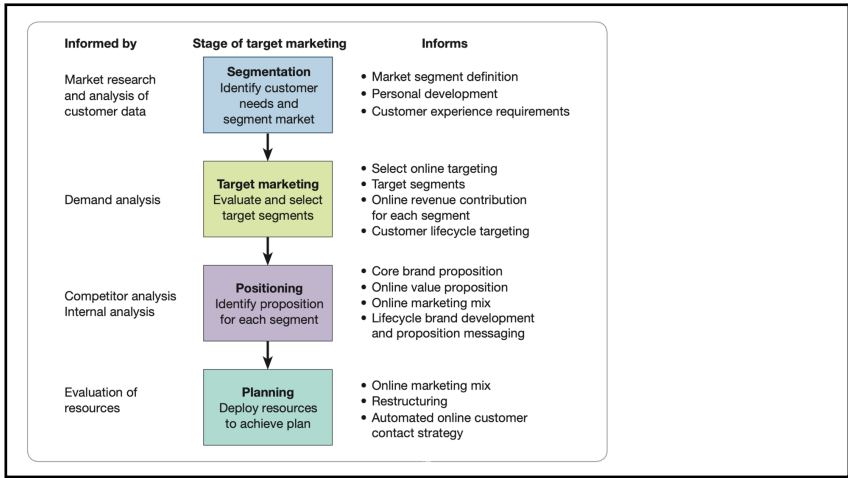 Informed by
Stage of target marketing
Informs
Market research
and analysis of
customer data
Segmentation
Identify customer
needs and
segment market
• Market segment definition
• Personal development
• Customer experience requirements
Demand analysis
Target marketing
Evaluate and select
target segments
• Select online targeting
• Target segments
• Online revenue contribution
for each segment
• Customer lifecycle targeting
Competitor analysis
Internal analysis
Positioning
Identify proposition
for each segment
• Core brand proposition
• Online value proposition
• Online marketing mix
• Lifecycle brand development
and proposition messaging
Evaluation of
resources
Planning
Deploy resources
to achieve plan
• Online marketing mix
• Restructuring
• Automated online customer
contact strategy